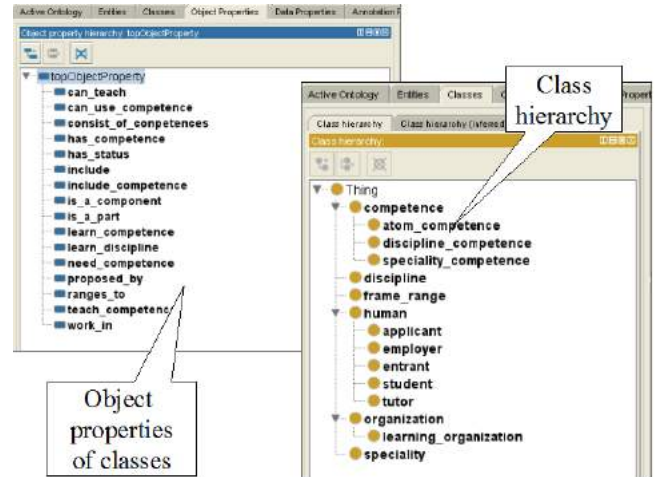 Active Ontology Entities Classes Object Properties Data Properties Annotation P
Object property hierarchy: topObjectProperty
topObjectProperty
can_teach
can_use_competence
consist_of_conpetences
has_competence
has_status
include
include_competence
is_a_component
is_a_part
learn_competence
learn_discipline
need_competence
proposed_by
ranges_to
teach_competence
work_in
Object
properties
of classes
Active Ontology Entities Classes
Propert
Class hierarchy Class hierarchy (inferred
Class hierarchy:
Class
hierarchy
Thing
competence
atom_competence
discipline_competence
speciality_competence
discipline
frame_range
human
applicant
employer
entrant
student
tutor
organization
learning_organization
speciality